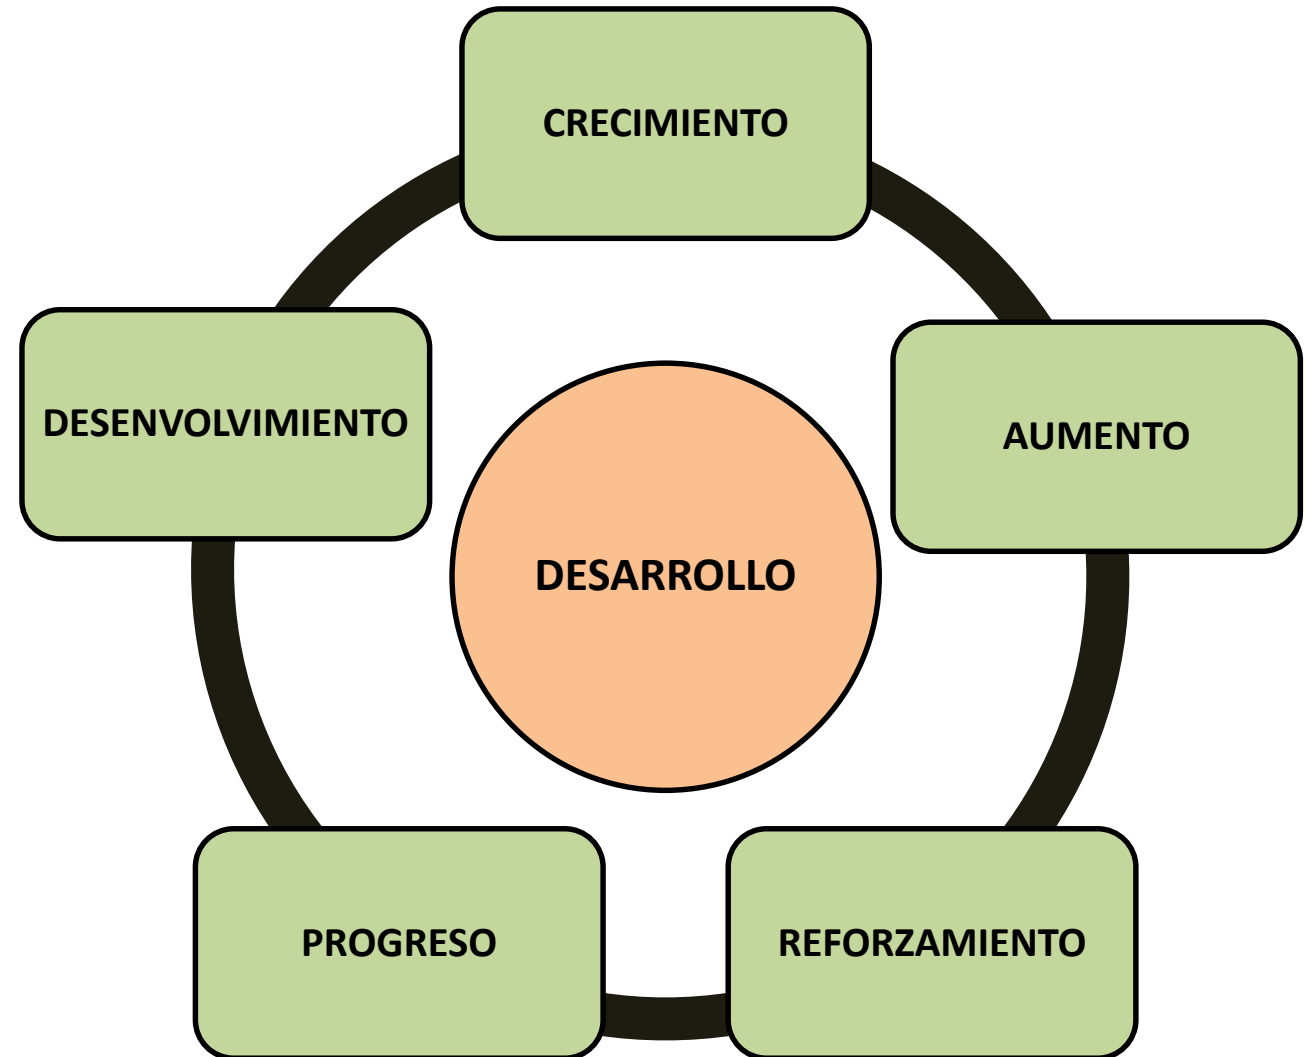 CRECIMIENTO
DESENVOLVIMIENTO
AUMENTO
DESARROLLO
PROGRESO
REFORZAMIENTO